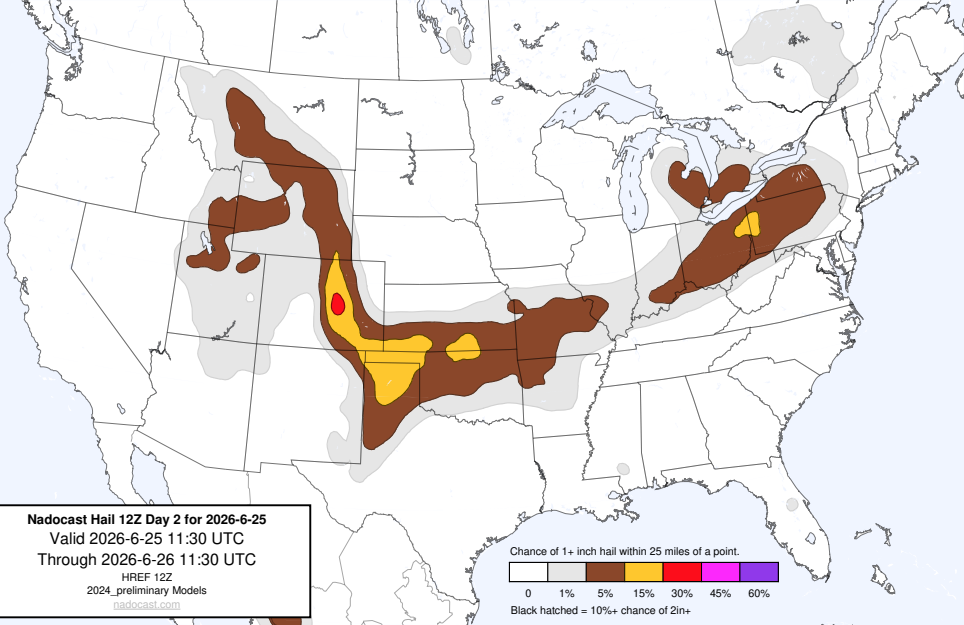 Nadocast Hail 12Z Day 2 for 2026-6-25
Valid 2026-6-25 11:30 UTC
Through 2026-6-26 11:30 UTC
HREF 12Z
2024_preliminary Models
nadocast.com
Chance of 1+ inch hail within 25 miles of a point.
0 1% 5% 15% 30% 45% 60%
Black hatched = 10%+ chance of 2in+